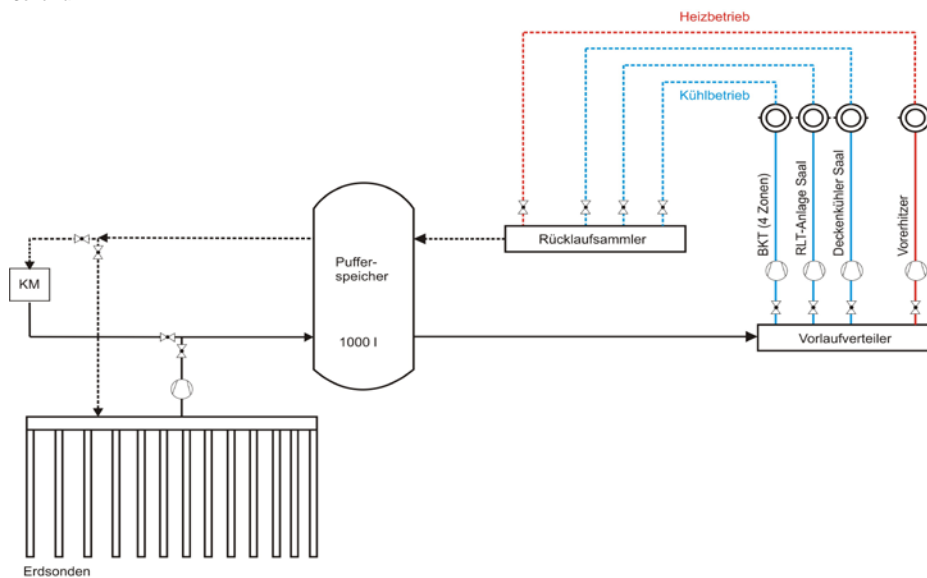 Heizbetrieb
Kühlbetrieb
BKT (4 Zonen)
RLT-Anlage Saal
Deckenkühler Saal
Vorerhitzer
Rücklaufsammler
Puffer-
speicher
1000 l
KM
Vorlaufverteiler
Erdsonden